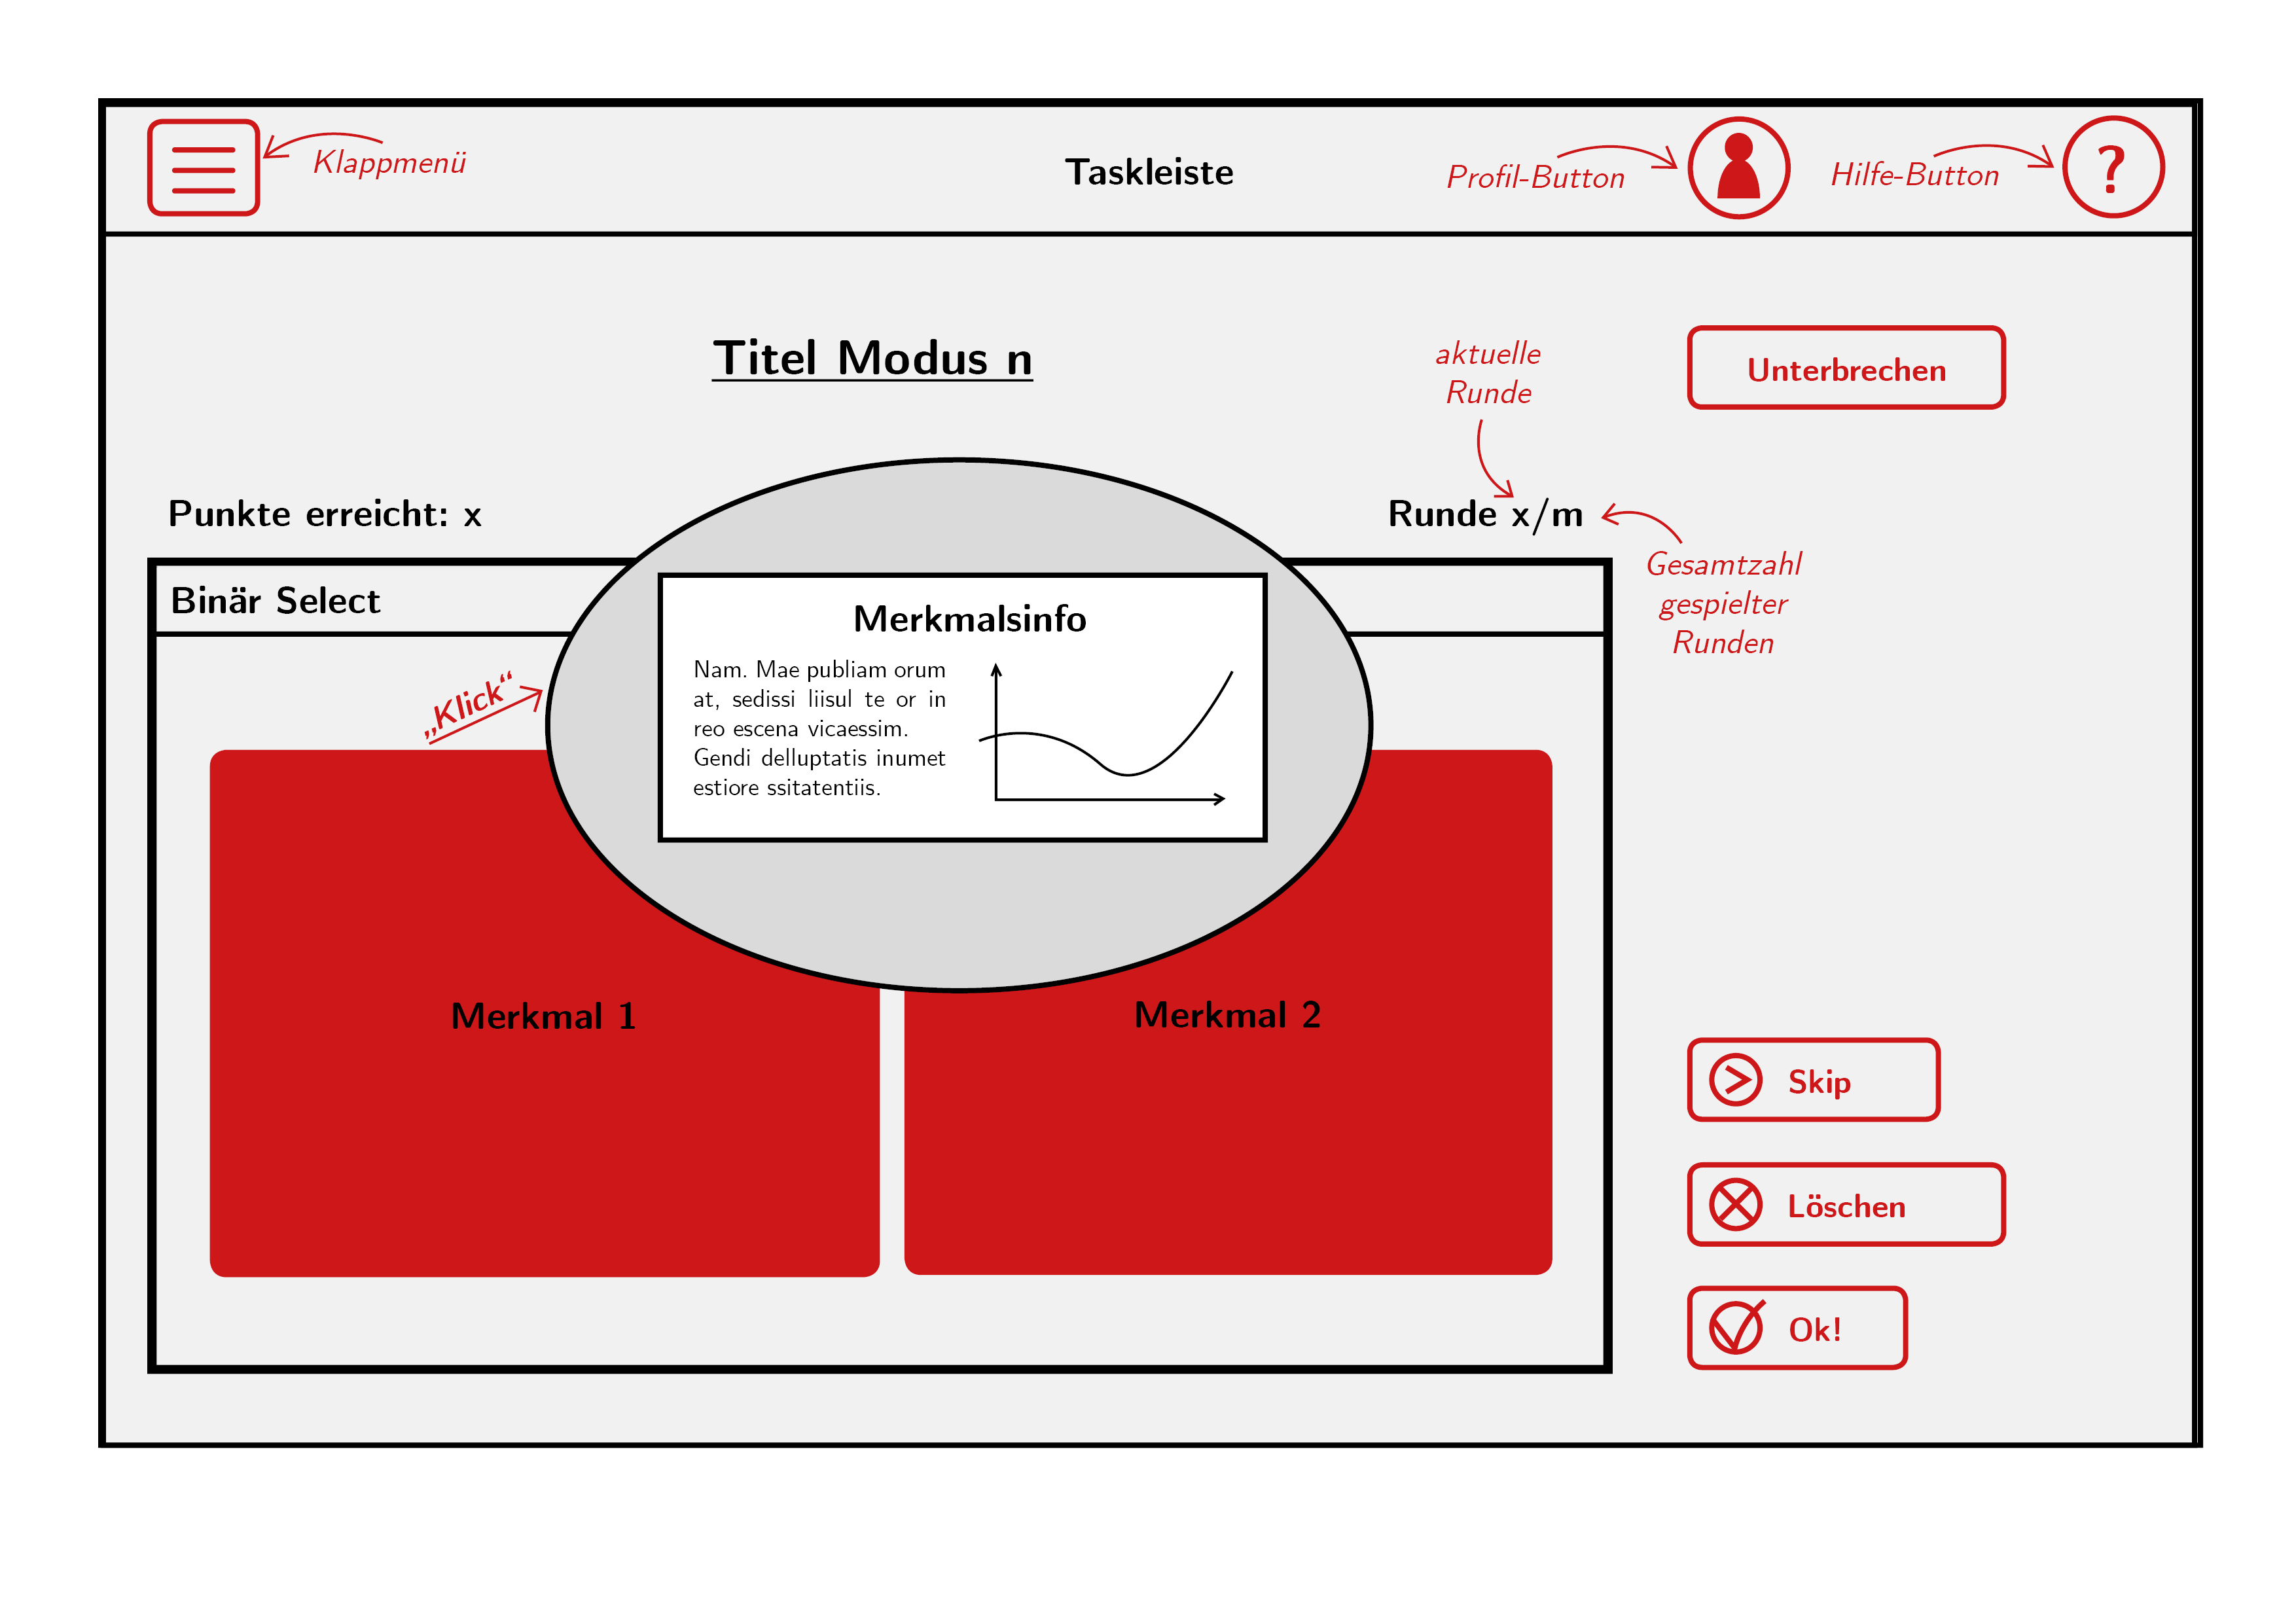 Klappmenü
Taskleiste
Profil-Button
Hilfe-Button
?
Titel Modus n
aktuelle
Runde
Unterbrechen
Punkte erreicht: x
Runde x/m
Gesamtzahl
gespielter
Runden
Binär Select
Merkmalsinfo
Nam. Mae publiam orum
at, sedissi liisul te or in
reo escena vicaessim.
Gendi delluptatis inumet
estiore ssitatentiis.
„Klick“
Merkmal 1
Merkmal 2
Skip
Löschen
Ok!